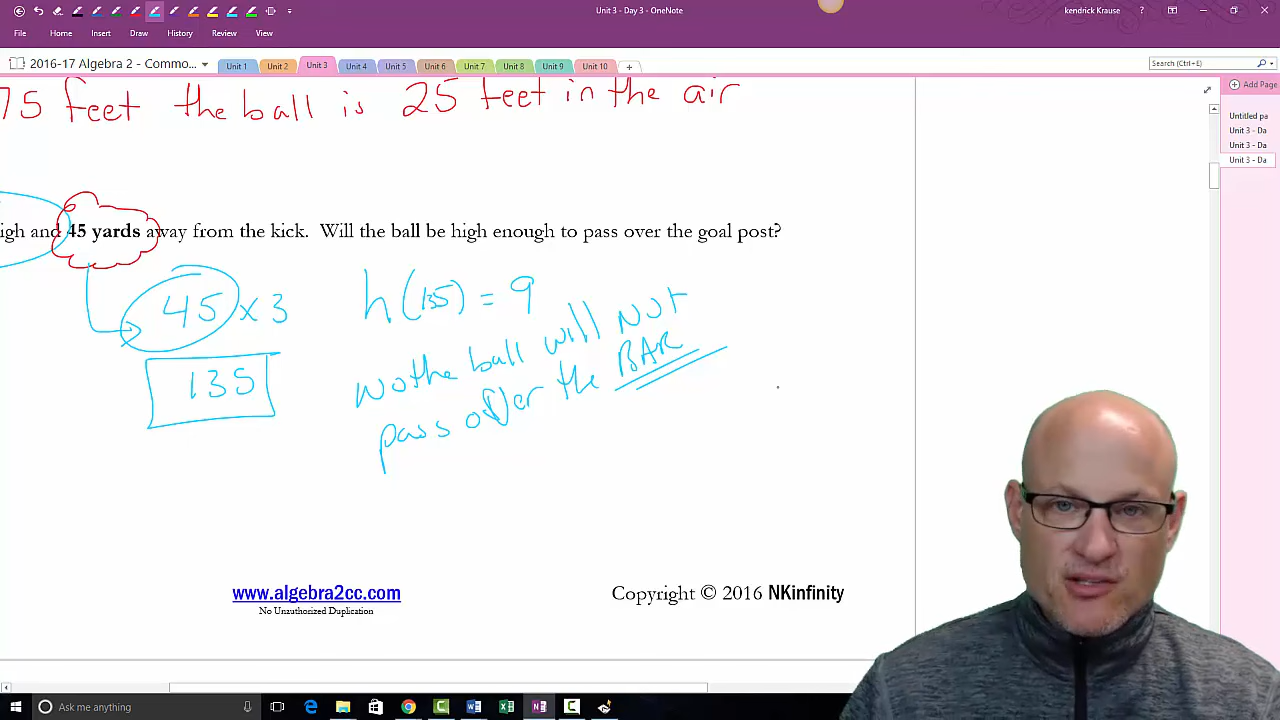 Unit 3 - Day 3 - OneNote
kendrick Krause
File Home Insert Draw History Review View
2016-17 Algebra 2 - Commo...
Unit 1 Unit 2 Unit 3 Unit 4 Unit 5 Unit 6 Unit 7 Unit 8 Unit 9 Unit 10
Search (Ctrl+E)
Add Page
Untitled pa
Unit 3 - Da
Unit 3 - Da
Unit 3 - Da
75 feet the ball is 25 feet in the air
igh and 45 yards away from the kick. Will the ball be high enough to pass over the goal post?
45 x 3
135
h(135) = 9
No the ball will NOT
pass over the BAR
www.algebra2cc.com
No Unauthorized Duplication
Copyright © 2016 NKinfinity
Ask me anything